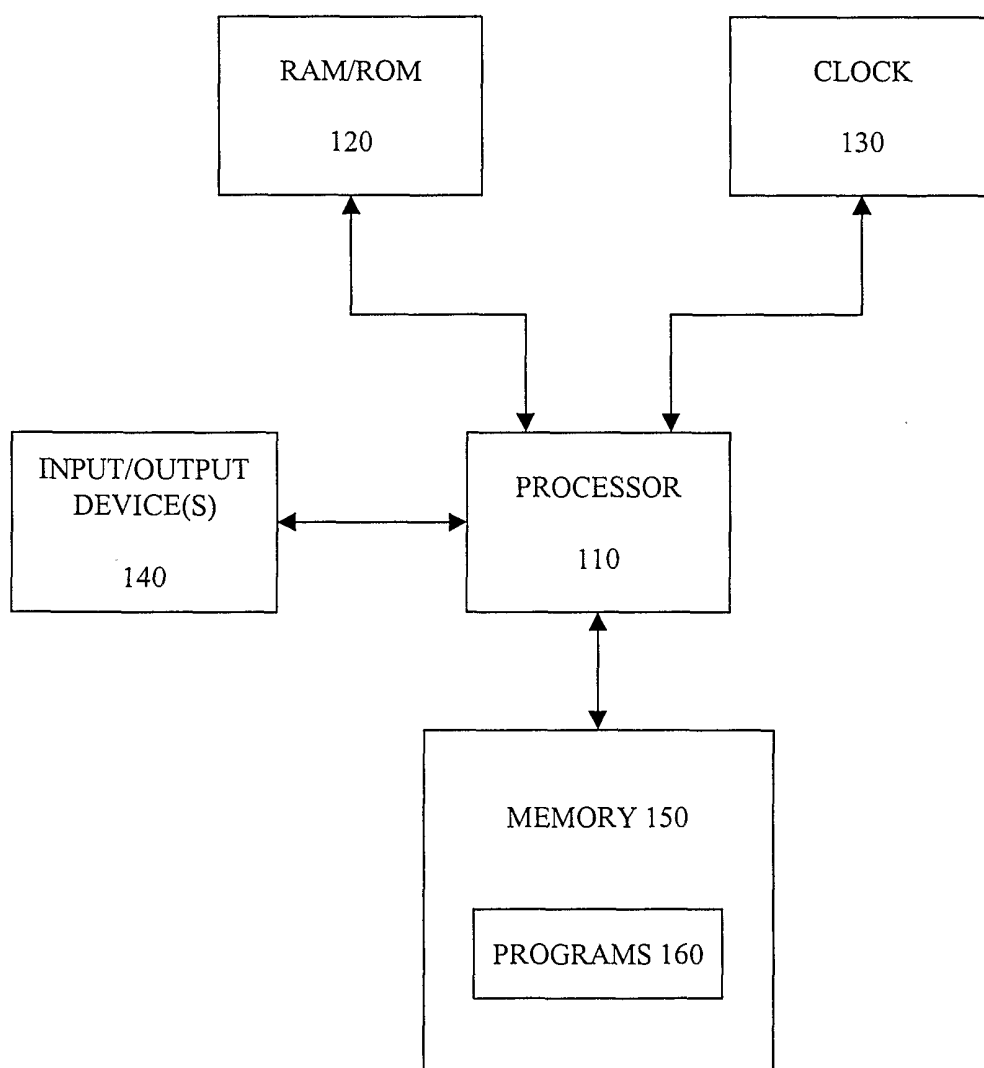 RAM/ROM
120
CLOCK
130
INPUT/OUTPUT
DEVICE(S)
140
PROCESSOR
110
MEMORY 150
PROGRAMS 160